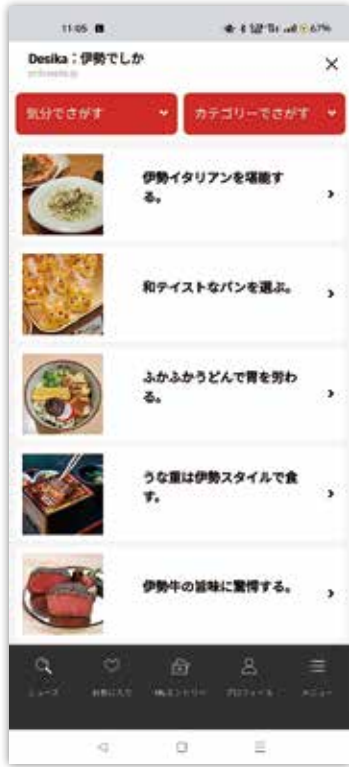 11:05
67%
Desika：伊勢でしか
気分でさがす
カテゴリーでさがす
伊勢イタリアンを堪能す
る。
和テイストなパンを選ぶ。
ふかふかうどんで胃を労わ
る。
うな重は伊勢スタイルで食
す。
伊勢牛の旨味に驚愕する。
お気に入り
プロフィール
メニュー